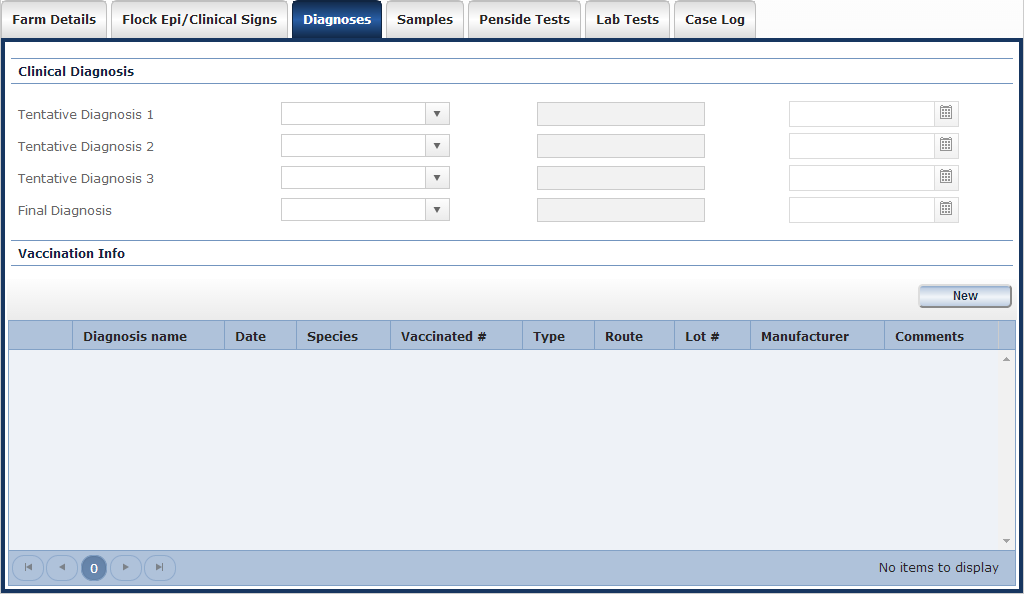 Farm Details Flock Epi/Clinical Signs Diagnoses Samples Penside Tests Lab Tests Case Log
Clinical Diagnosis
Tentative Diagnosis 1
Tentative Diagnosis 2
Tentative Diagnosis 3
Final Diagnosis
Vaccination Info
New
Diagnosis name Date Species Vaccinated # Type Route Lot # Manufacturer Comments
0 No items to display